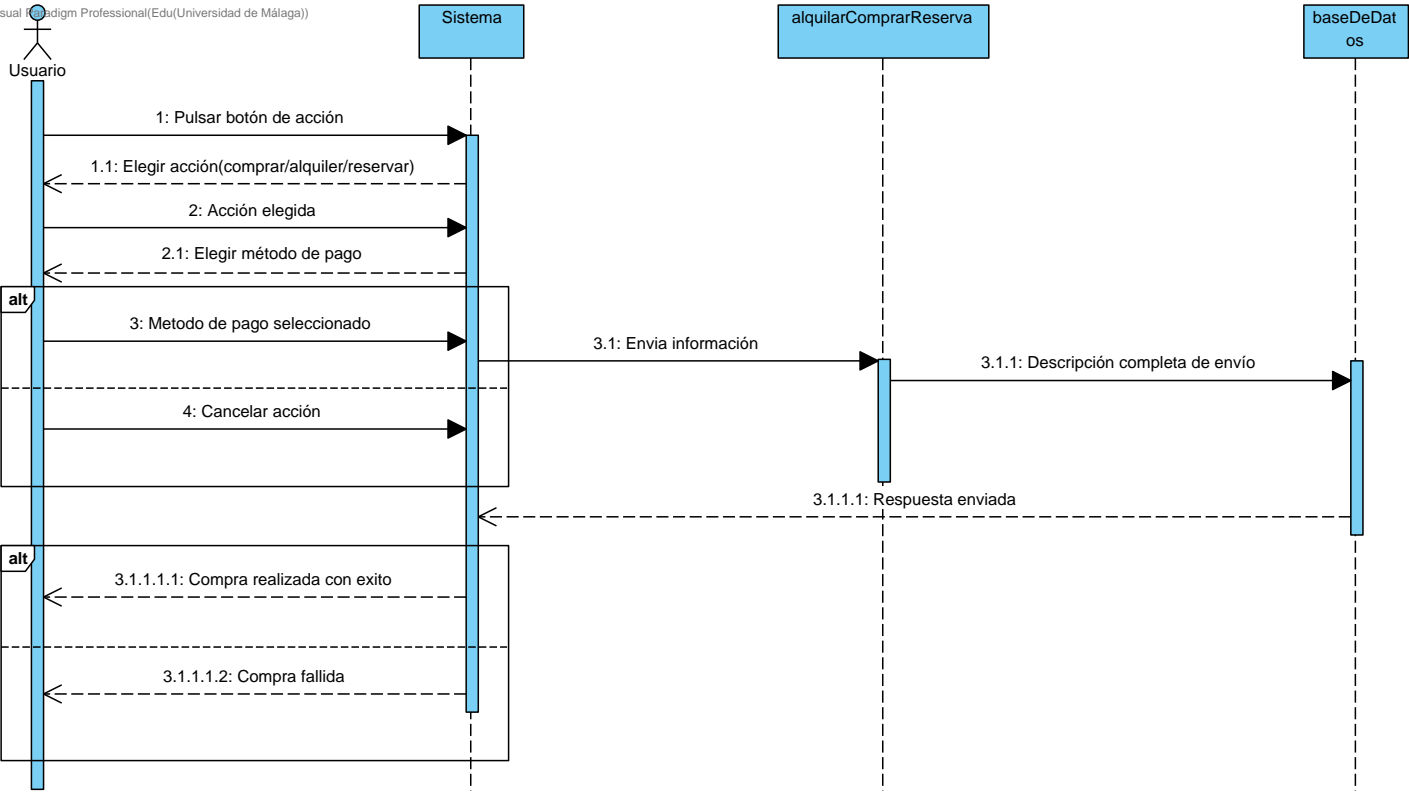 sual Paradigm Professional(Edu(Universidad de Málaga))
Usuario
Sistema
alquilarComprarReserva
baseDeDat
os
1: Pulsar botón de acción
1.1: Elegir acción(comprar/alquiler/reservar)
2: Acción elegida
2.1: Elegir método de pago
alt
3: Metodo de pago seleccionado
3.1: Envia información
3.1.1: Descripción completa de envío
4: Cancelar acción
3.1.1.1: Respuesta enviada
alt
3.1.1.1.1: Compra realizada con exito
3.1.1.1.2: Compra fallida